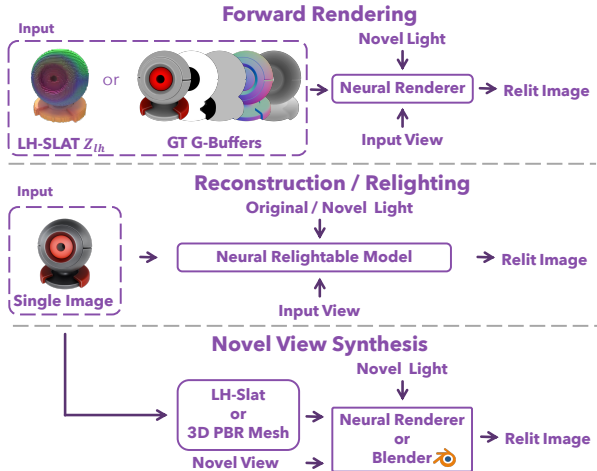 Forward Rendering
Input
Novel Light
or
Neural Renderer
Relit Image
LH-SLAT Z_lh
GT G-Buffers
Input View
Reconstruction / Relighting
Input
Original / Novel Light
Neural Relightable Model
Relit Image
Single Image
Input View
Novel View Synthesis
Novel Light
LH-Slat
or
3D PBR Mesh
Neural Renderer
or
Blender
Relit Image
Novel View